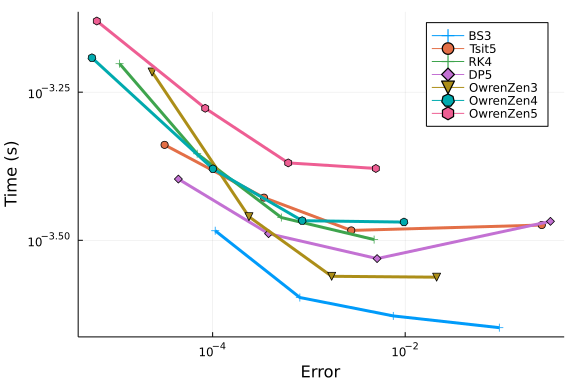 BS3
Tsit5
RK4
DP5
OwrenZen3
OwrenZen4
OwrenZen5
10⁻³·²⁵
10⁻³·⁵⁰
Time (s)
10⁻⁴
10⁻²
Error